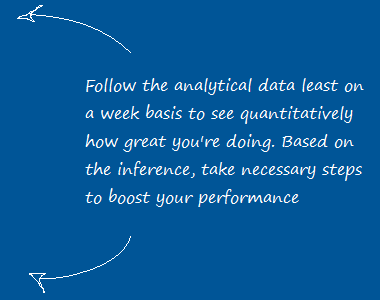 Follow the analytical data least on
a week basis to see quantitatively
how great you're doing. Based on
the inference, take necessary steps
to boost your performance